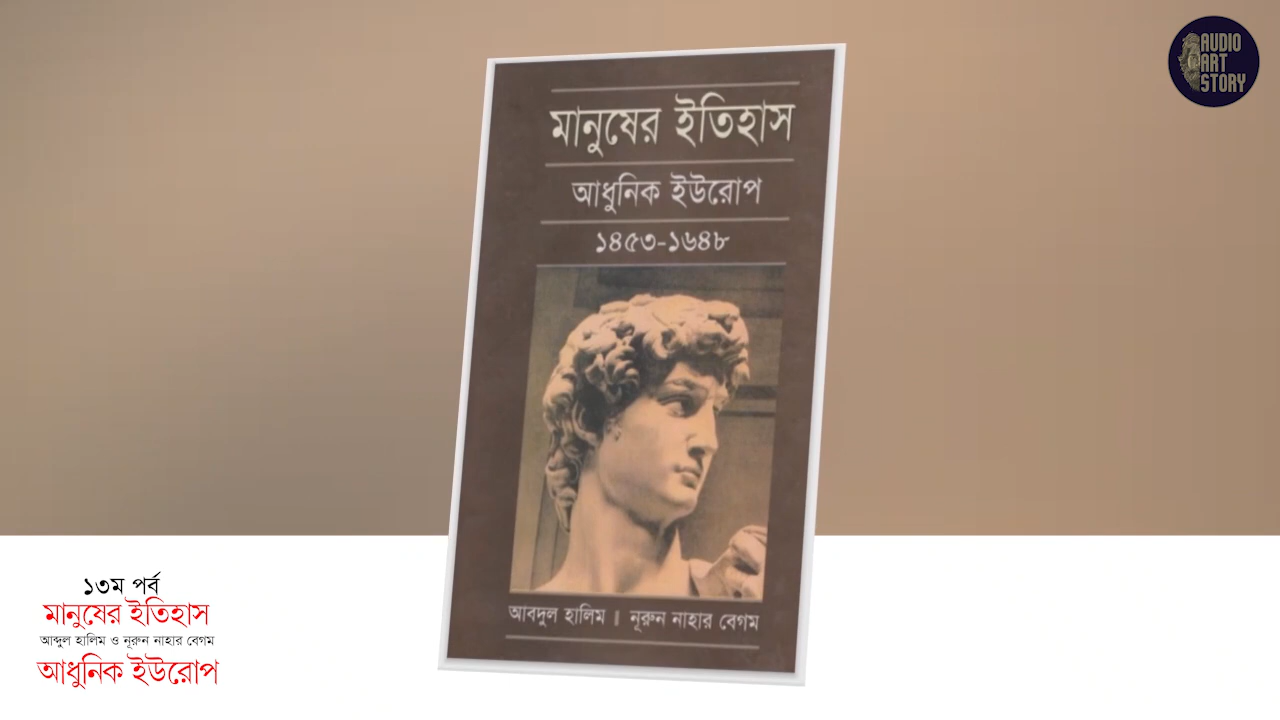 মানুষের ইতিহাস
আধুনিক ইউরোপ
১৪৫৩-১৬৪৮
আবদুল হালিম ॥ নূরুন নাহার বেগম
AUDIO
ART
STORY
১৩ম পর্ব
মানুষের ইতিহাস
আব্দুল হালিম ও নূরুন নাহার বেগম
আধুনিক ইউরোপ